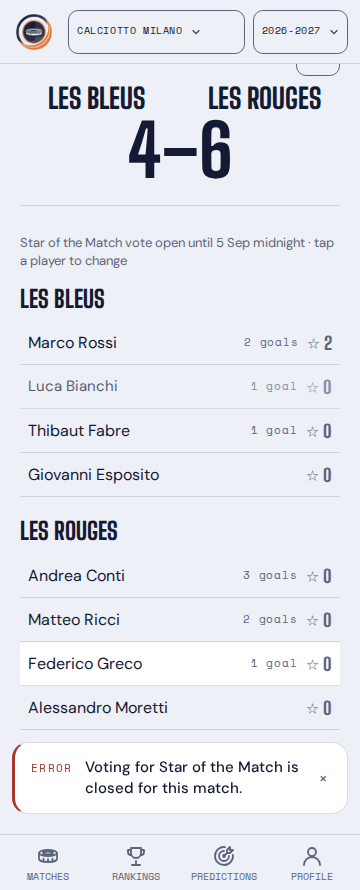 CALCIOTTO MILANO
2026-2027
LES BLEUS LES ROUGES
4–6
Star of the Match vote open until 5 Sep midnight · tap
a player to change
LES BLEUS
Marco Rossi 2 goals ☆ 2
Luca Bianchi 1 goal ☆ 0
Thibaut Fabre 1 goal ☆ 0
Giovanni Esposito ☆ 0
LES ROUGES
Andrea Conti 3 goals ☆ 0
Matteo Ricci 2 goals ☆ 0
Federico Greco 1 goal ☆ 0
Alessandro Moretti ☆ 0
ERROR Voting for Star of the Match is
closed for this match. ×
MATCHES RANKINGS PREDICTIONS PROFILE